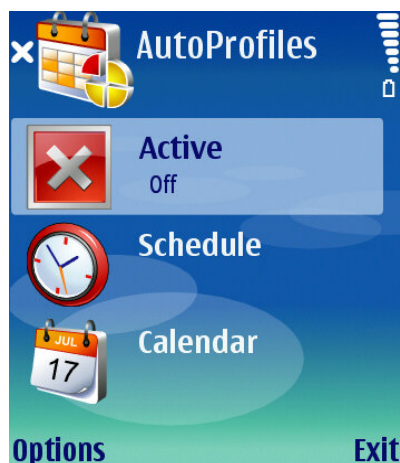 AutoProfiles
Active
Off
Schedule
JUL
17
Calendar
Options
Exit